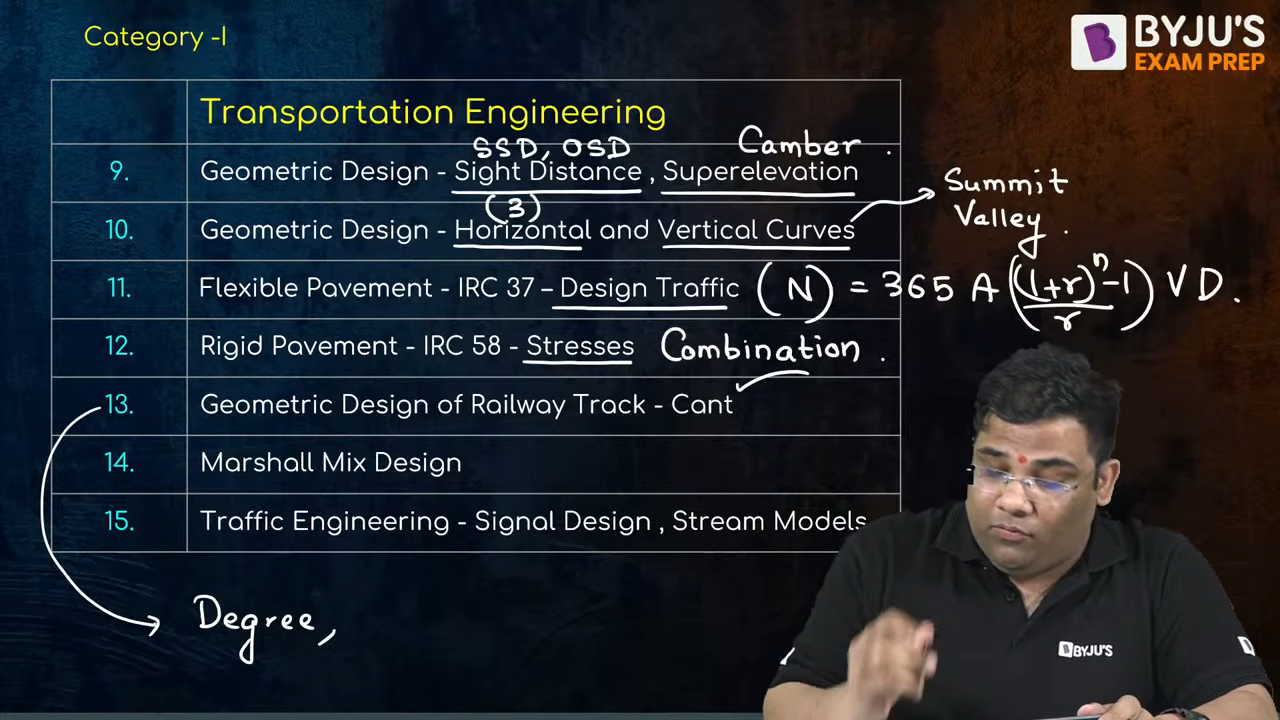 Category -I
BYJU'S
EXAM PREP
Transportation Engineering
SSD, OSD Camber .
9. Geometric Design - Sight Distance , Superelevation
Summit
Valley .
(3)
10. Geometric Design - Horizontal and Vertical Curves
11. Flexible Pavement - IRC 37 – Design Traffic (N) = 365 A ((1+r)^n-1 / r) VD.
12. Rigid Pavement - IRC 58 - Stresses Combination .
13. Geometric Design of Railway Track - Cant
14. Marshall Mix Design
15. Traffic Engineering - Signal Design , Stream Models
Degree,
BYJU'S